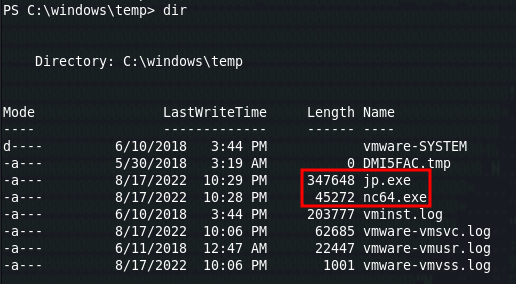 PS C:\windows\temp> dir
Directory: C:\windows\temp
Mode LastWriteTime Length Name
---- ------------- ------ ----
d---- 6/10/2018 3:44 PM vmware-SYSTEM
-a--- 5/30/2018 3:19 AM 0 DMI5FAC.tmp
-a--- 8/17/2022 10:29 PM 347648 jp.exe
-a--- 8/17/2022 10:28 PM 45272 nc64.exe
-a--- 6/10/2018 3:44 PM 203777 vminst.log
-a--- 8/17/2022 10:06 PM 62685 vmware-vmsvc.log
-a--- 6/11/2018 12:47 AM 22447 vmware-vmusr.log
-a--- 8/17/2022 10:06 PM 1001 vmware-vmvss.log